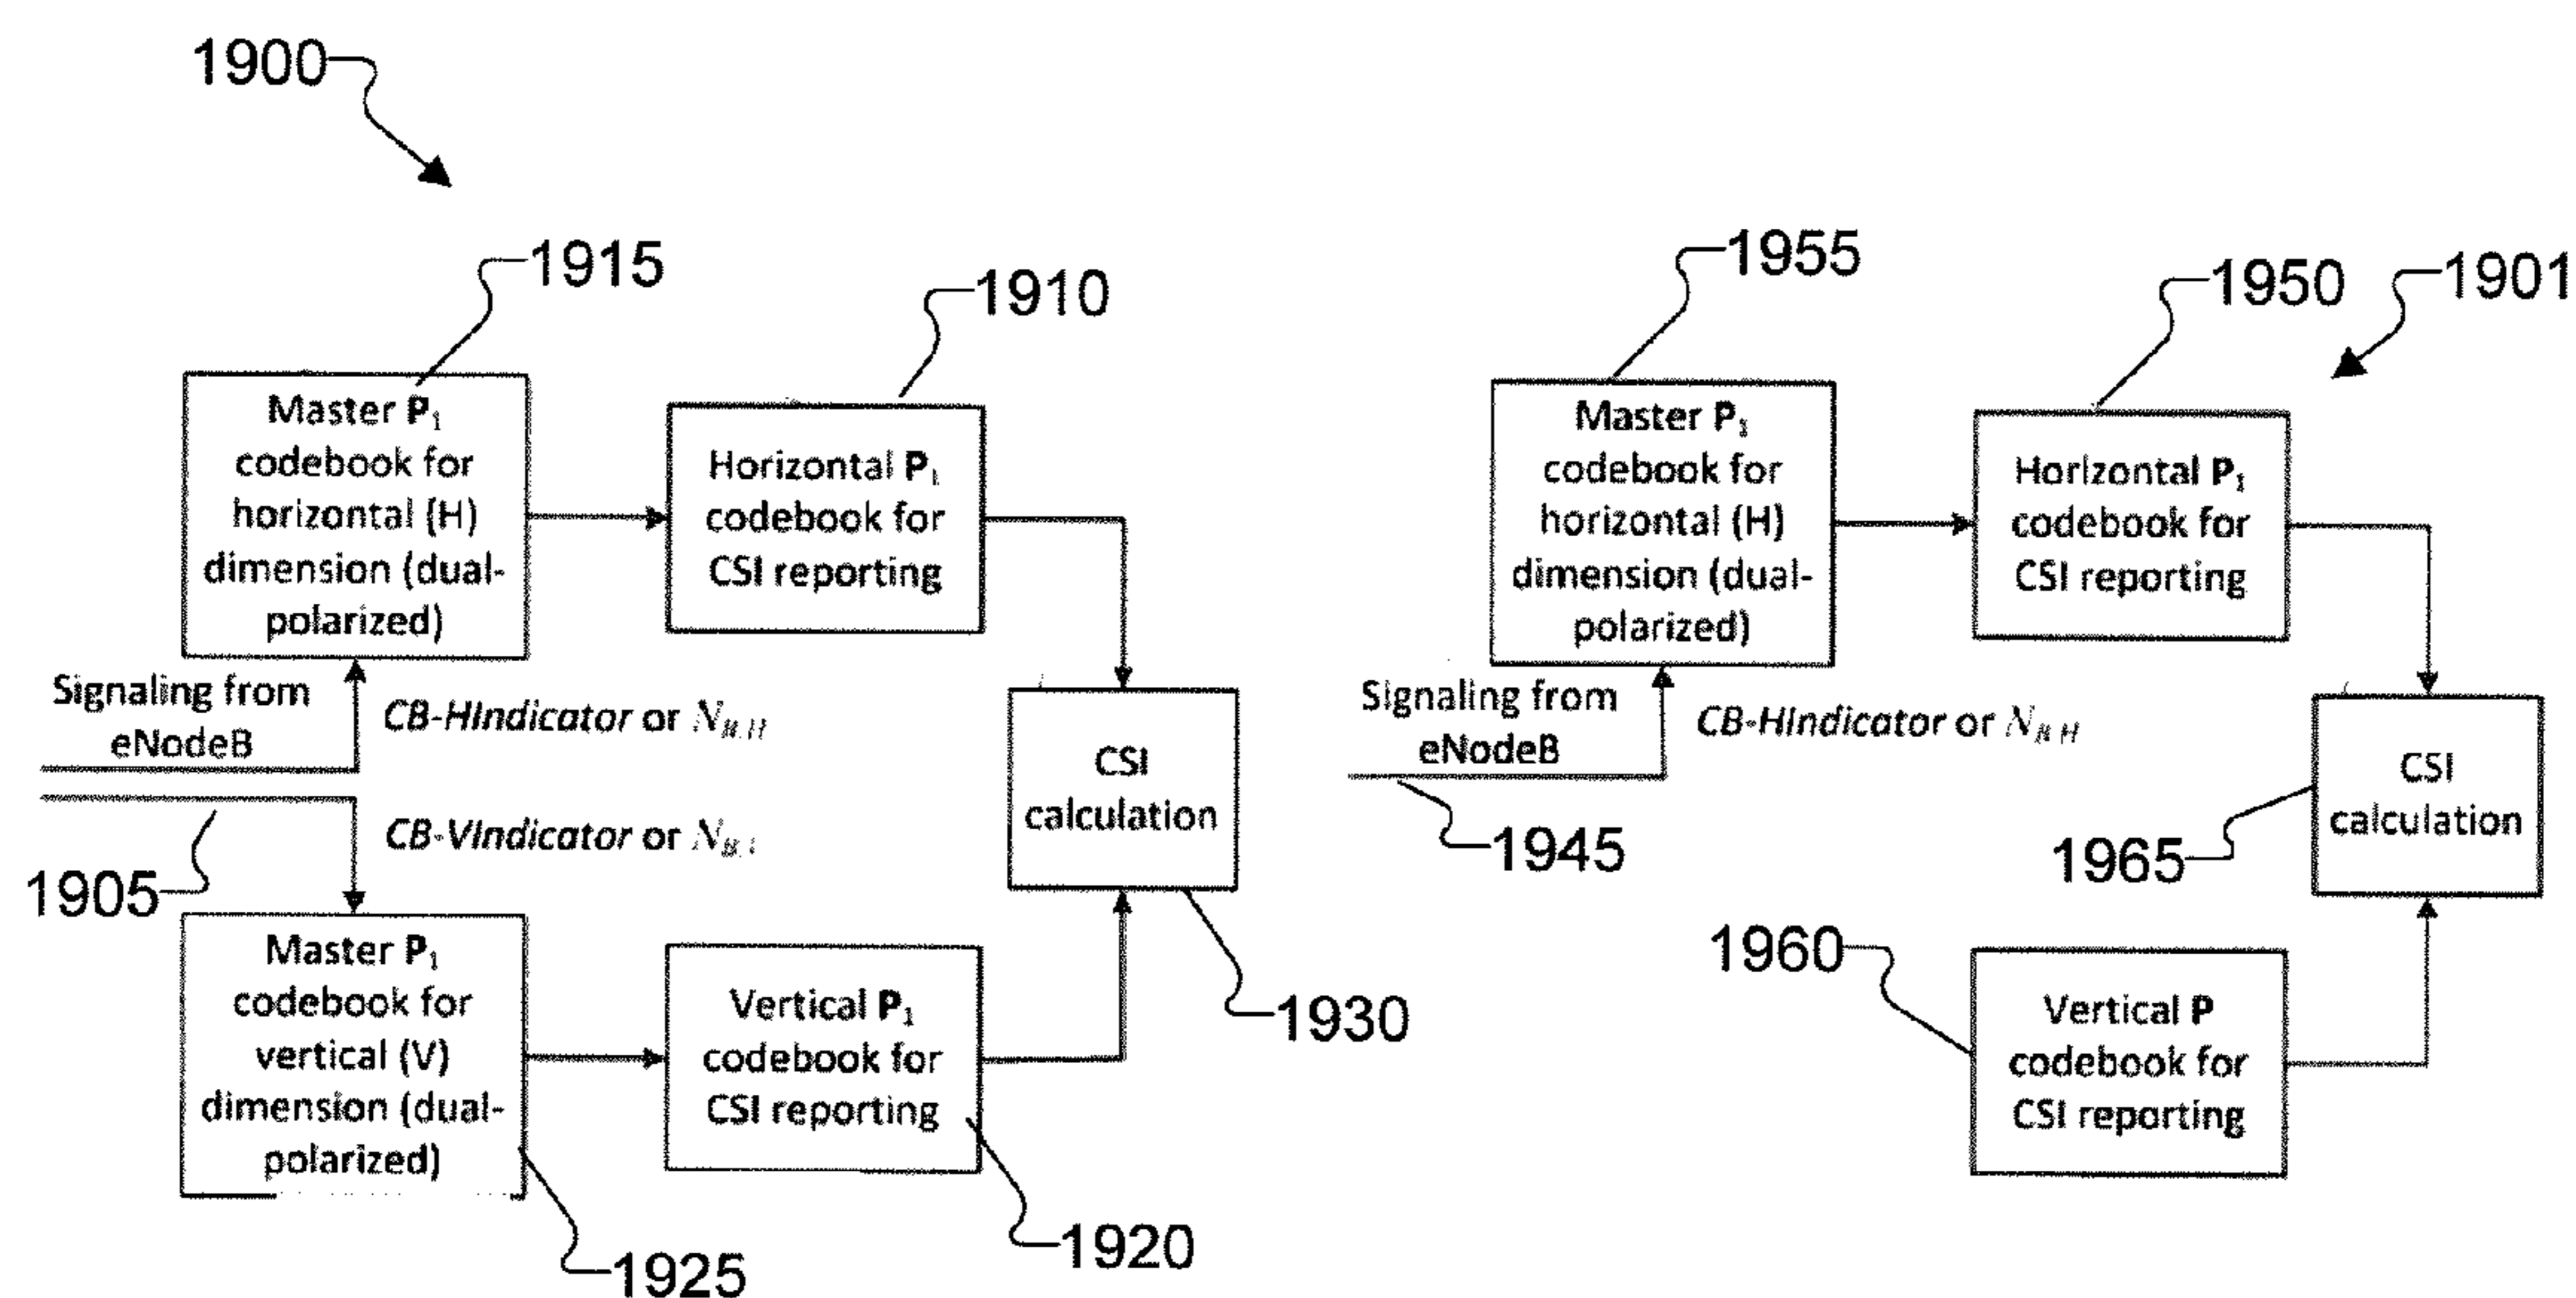 1900
1915
1910
Master P₁
codebook for
horizontal (H)
dimension (dual-
polarized)
Horizontal P₁
codebook for
CSI reporting
Signaling from
eNodeB
CB-HIndicator or N
CB-VIndicator or N
1905
CSI
calculation
Master P₁
codebook for
vertical (V)
dimension (dual-
polarized)
Vertical P₁
codebook for
CSI reporting
1930
1920
1925
1955
1950
1901
Master P₁
codebook for
horizontal (H)
dimension (dual-
polarized)
Horizontal P₁
codebook for
CSI reporting
Signaling from
eNodeB
CB-HIndicator or N
1945
CSI
calculation
1965
1960
Vertical P
codebook for
CSI reporting